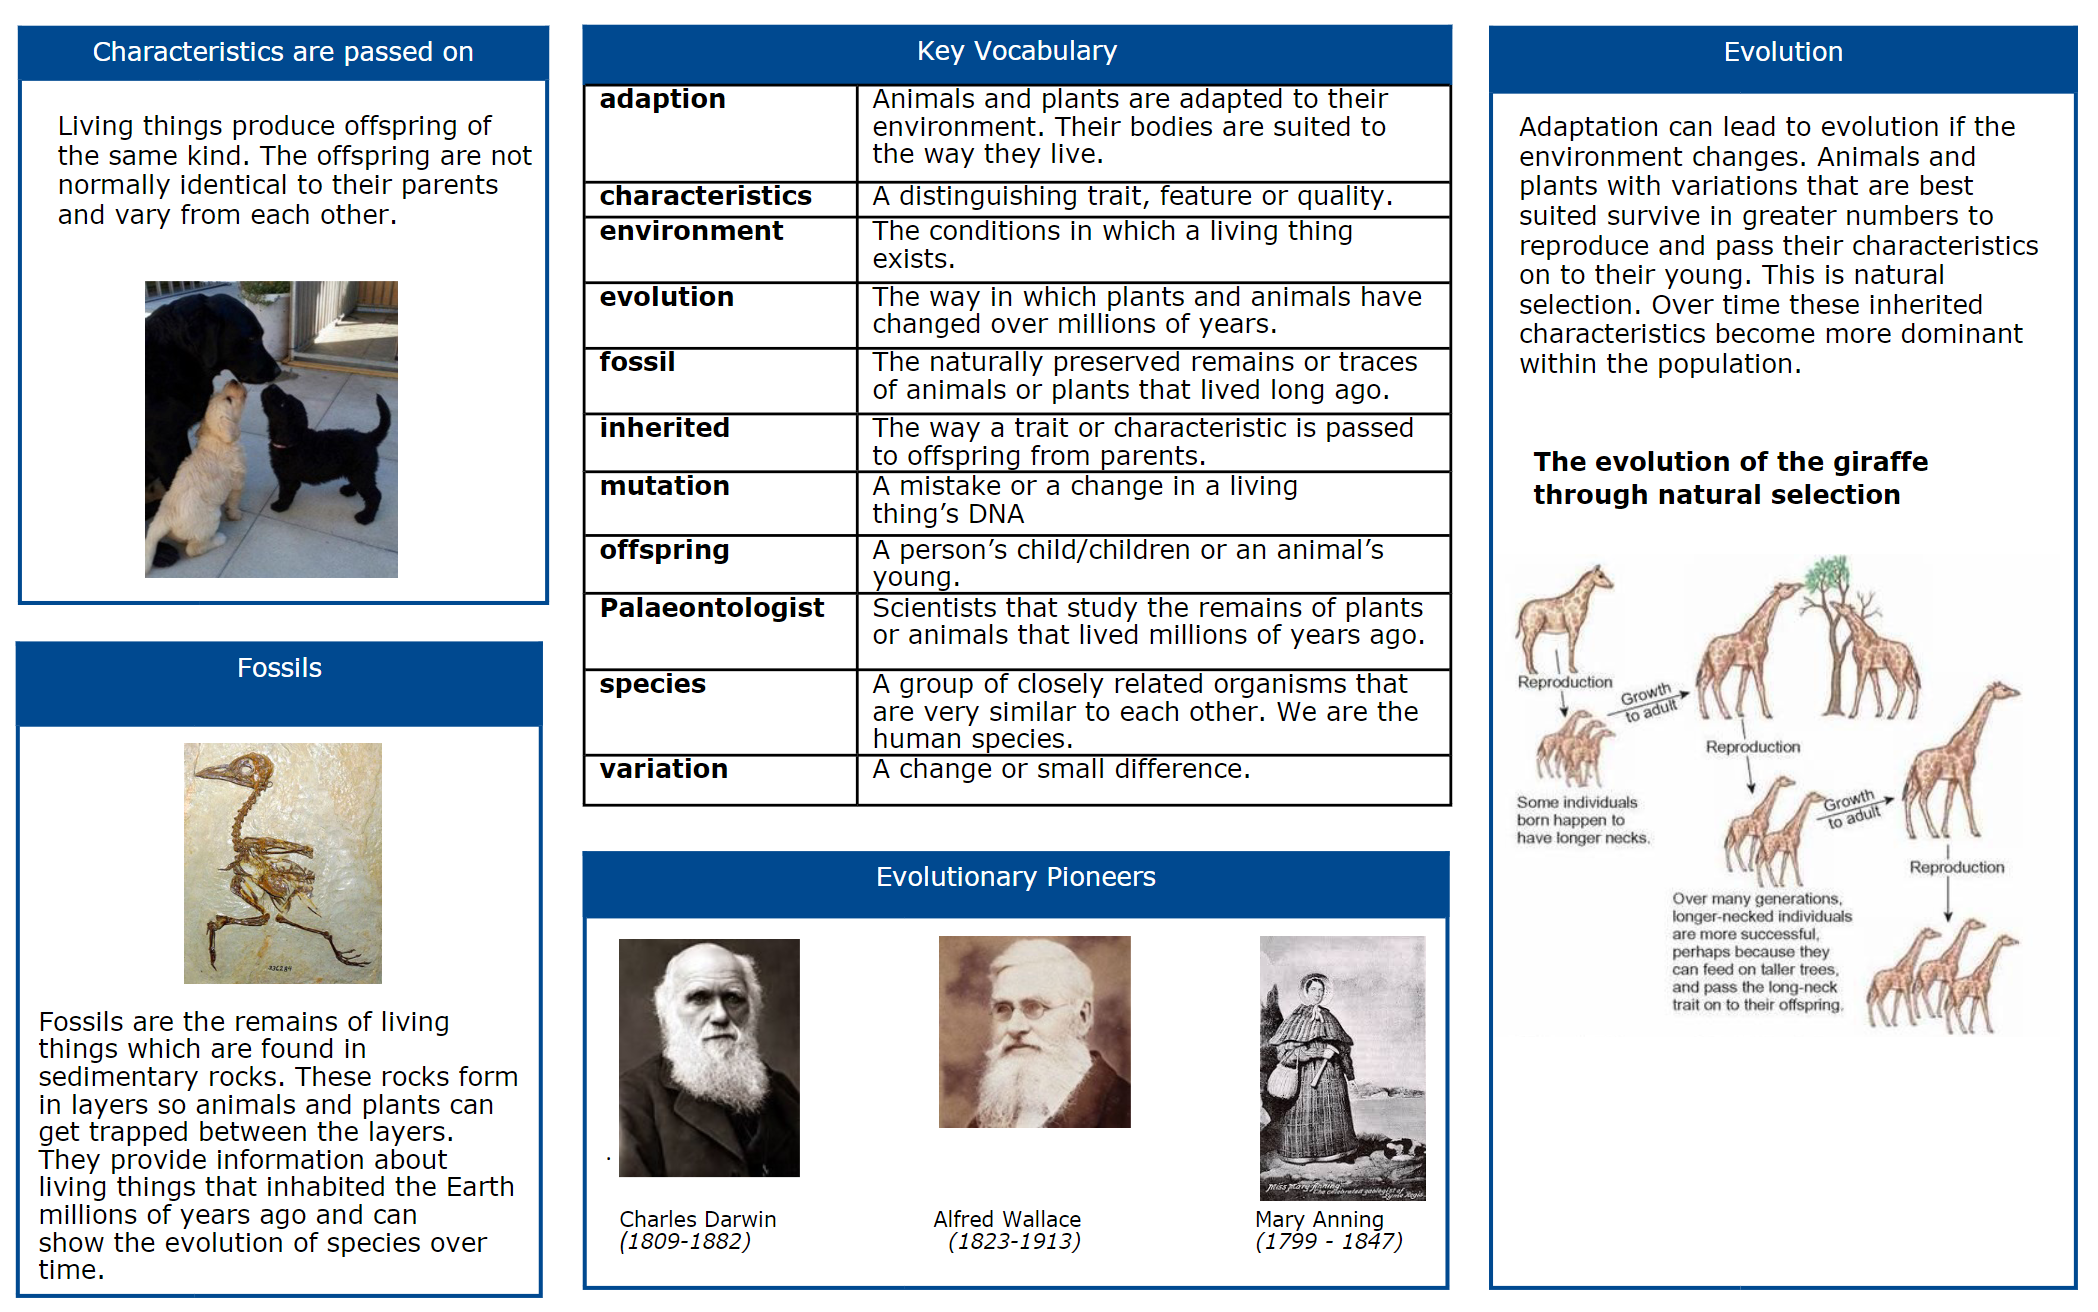 Characteristics are passed on
Living things produce offspring of
the same kind. The offspring are not
normally identical to their parents
and vary from each other.
Fossils
33C284
Fossils are the remains of living
things which are found in
sedimentary rocks. These rocks form
in layers so animals and plants can
get trapped between the layers.
They provide information about
living things that inhabited the Earth
millions of years ago and can
show the evolution of species over
time.
Key Vocabulary
adaption
Animals and plants are adapted to their
environment. Their bodies are suited to
the way they live.
characteristics
A distinguishing trait, feature or quality.
environment
The conditions in which a living thing
exists.
evolution
The way in which plants and animals have
changed over millions of years.
fossil
The naturally preserved remains or traces
of animals or plants that lived long ago.
inherited
The way a trait or characteristic is passed
to offspring from parents.
mutation
A mistake or a change in a living
thing’s DNA
offspring
A person’s child/children or an animal’s
young.
Palaeontologist
Scientists that study the remains of plants
or animals that lived millions of years ago.
species
A group of closely related organisms that
are very similar to each other. We are the
human species.
variation
A change or small difference.
Evolutionary Pioneers
.
Miss Mary Anning,
The celebrated geologist of
Lyme Regis.
Charles Darwin
(1809-1882)
Alfred Wallace
(1823-1913)
Mary Anning
(1799 - 1847)
Evolution
Adaptation can lead to evolution if the
environment changes. Animals and
plants with variations that are best
suited survive in greater numbers to
reproduce and pass their characteristics
on to their young. This is natural
selection. Over time these inherited
characteristics become more dominant
within the population.
The evolution of the giraffe
through natural selection
Reproduction
Growth
to adult
Some individuals
born happen to
have longer necks.
Reproduction
Growth
to adult
Over many generations,
longer-necked individuals
are more successful,
perhaps because they
can feed on taller trees,
and pass the long-neck
trait on to their offspring.
Reproduction